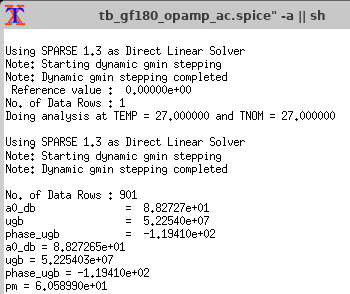 tb_gf180_opamp_ac.spice" -a || sh
Using SPARSE 1.3 as Direct Linear Solver
Note: Starting dynamic gmin stepping
Note: Dynamic gmin stepping completed
Reference value : 0.00000e+00
No. of Data Rows : 1
Doing analysis at TEMP = 27.000000 and TNOM = 27.000000
Using SPARSE 1.3 as Direct Linear Solver
Note: Starting dynamic gmin stepping
Note: Dynamic gmin stepping completed
No. of Data Rows : 901
a0_db = 8.82727e+01
ugb = 5.22540e+07
phase_ugb = -1.19410e+02
a0_db = 8.827265e+01
ugb = 5.225403e+07
phase_ugb = -1.19410e+02
pm = 6.058990e+01